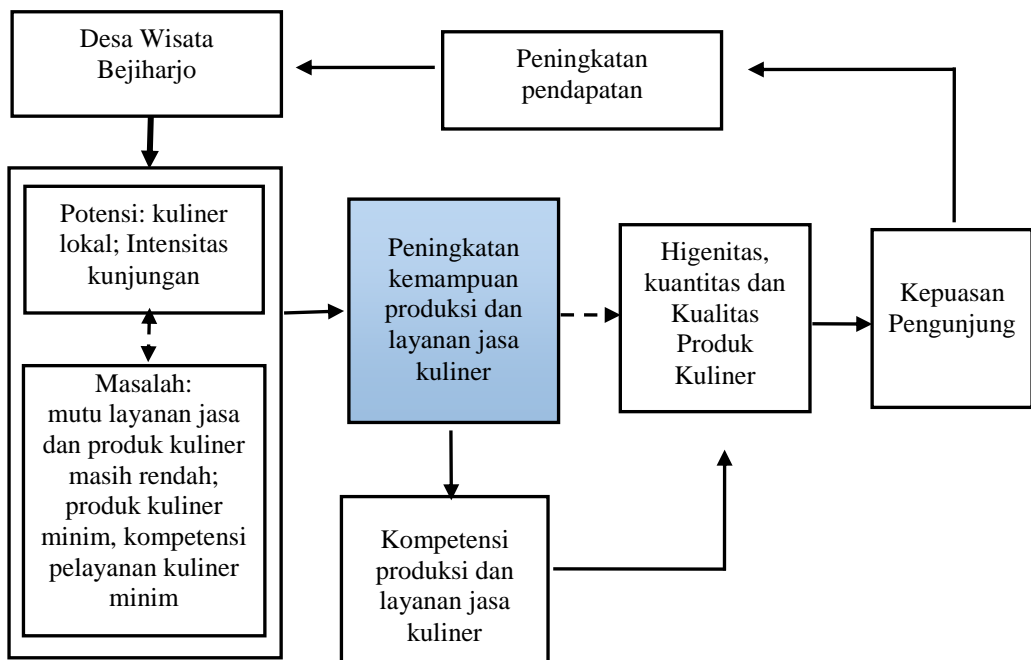 Desa Wisata
Bejiharjo
Peningkatan
pendapatan
Potensi: kuliner
lokal; Intensitas
kunjungan
Masalah:
mutu layanan jasa
dan produk kuliner
masih rendah;
produk kuliner
minim, kompetensi
pelayanan kuliner
minim
Peningkatan
kemampuan
produksi dan
layanan jasa
kuliner
Higenitas,
kuantitas dan
Kualitas
Produk
Kuliner
Kepuasan
Pengunjung
Kompetensi
produksi dan
layanan jasa
kuliner